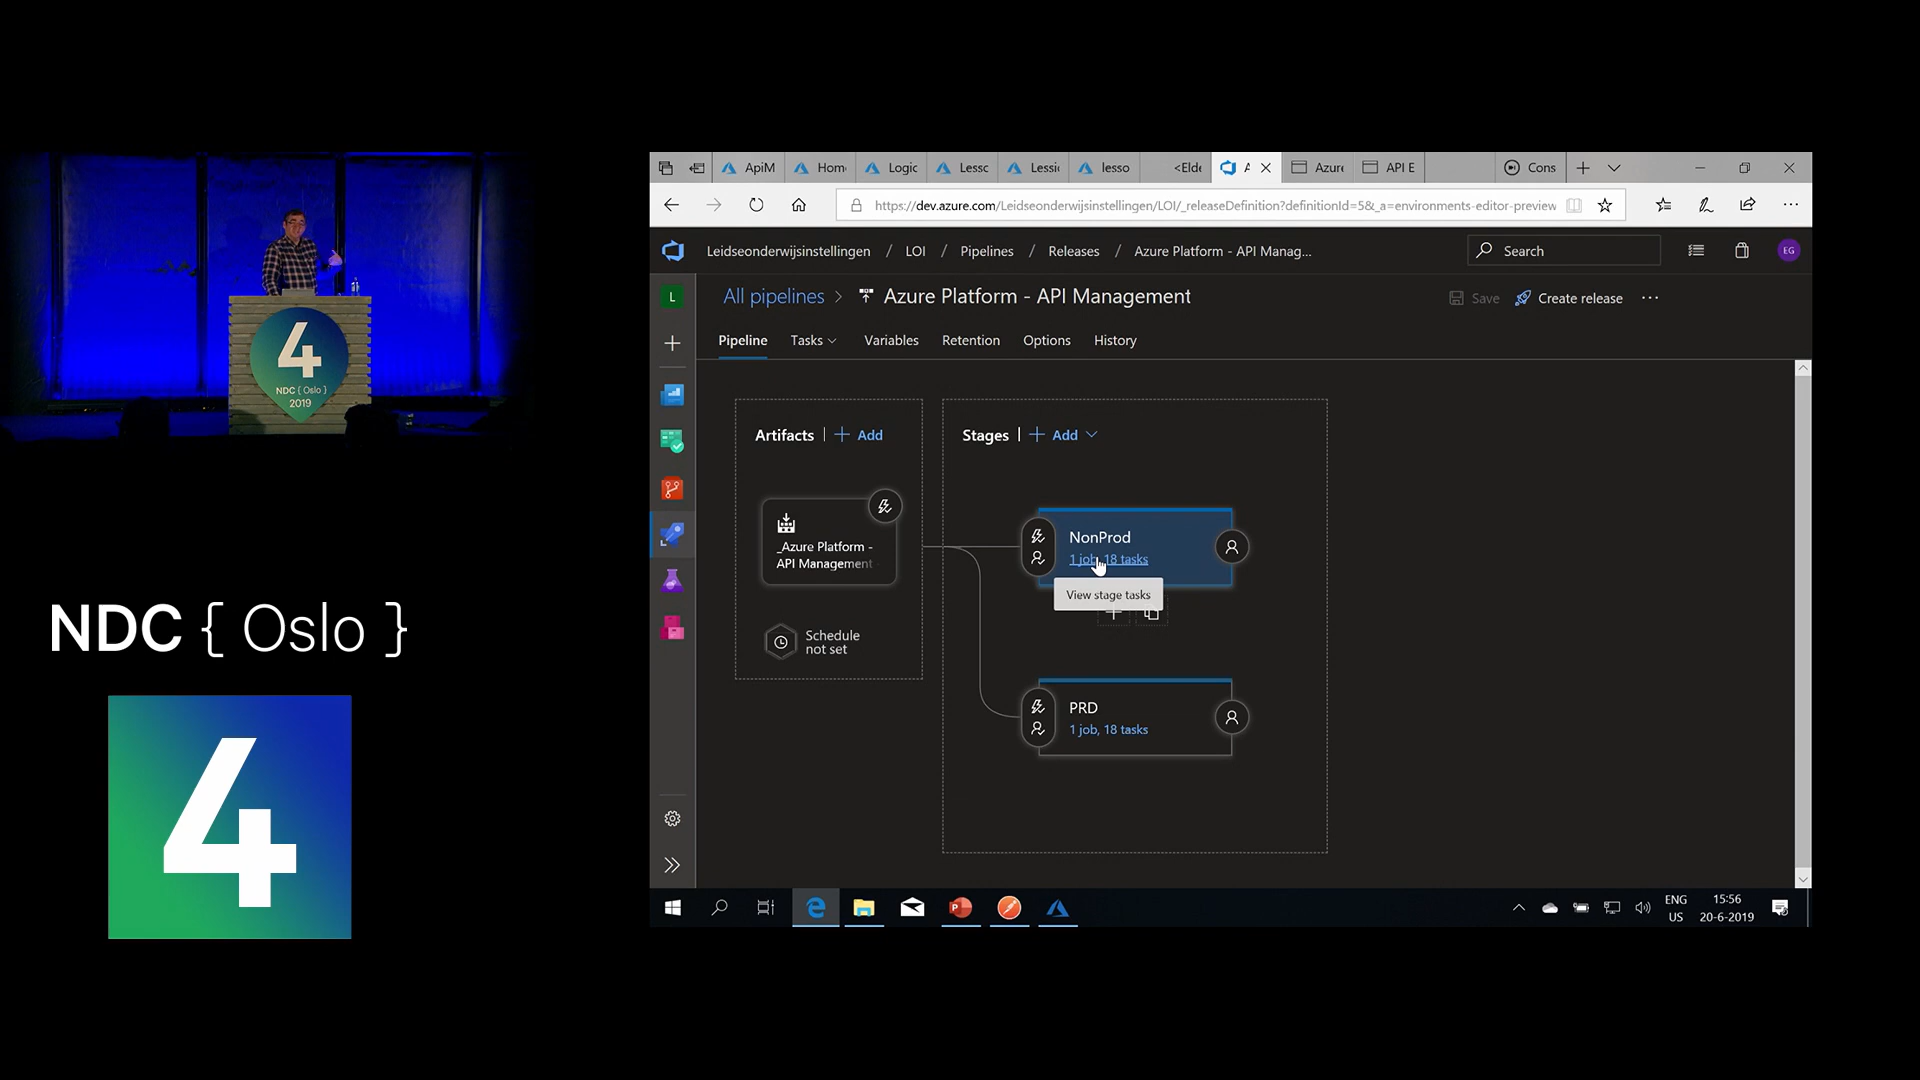 4
NDC { Oslo }
2019
NDC { Oslo }
4
ApiM
Hom
Logic
Lessc
Lessic
lesso
<Elde
Azure
API E
Cons
https://dev.azure.com/Leidseonderwijsinstellingen/LOI/_releaseDefinition?definitionId=5&_a=environments-editor-preview
Leidseonderwijsinstellingen / LOI / Pipelines / Releases / Azure Platform - API Manag...
Search
EG
L
All pipelines > Azure Platform - API Management
Save
Create release
Pipeline
Tasks
Variables
Retention
Options
History
Artifacts | + Add
Stages | + Add
_Azure Platform -
API Management
Schedule
not set
NonProd
1 job, 18 tasks
View stage tasks
PRD
1 job, 18 tasks
ENG
US
15:56
20-6-2019